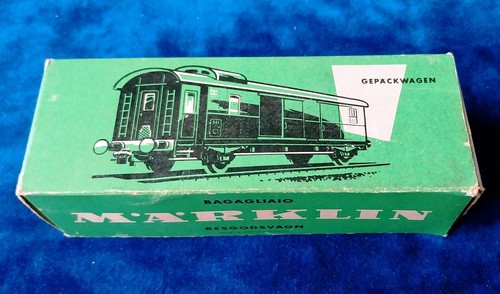 GEPÄCKWAGEN
BAGAGLIAIO
MÄRKLIN
RESGODSVAGN